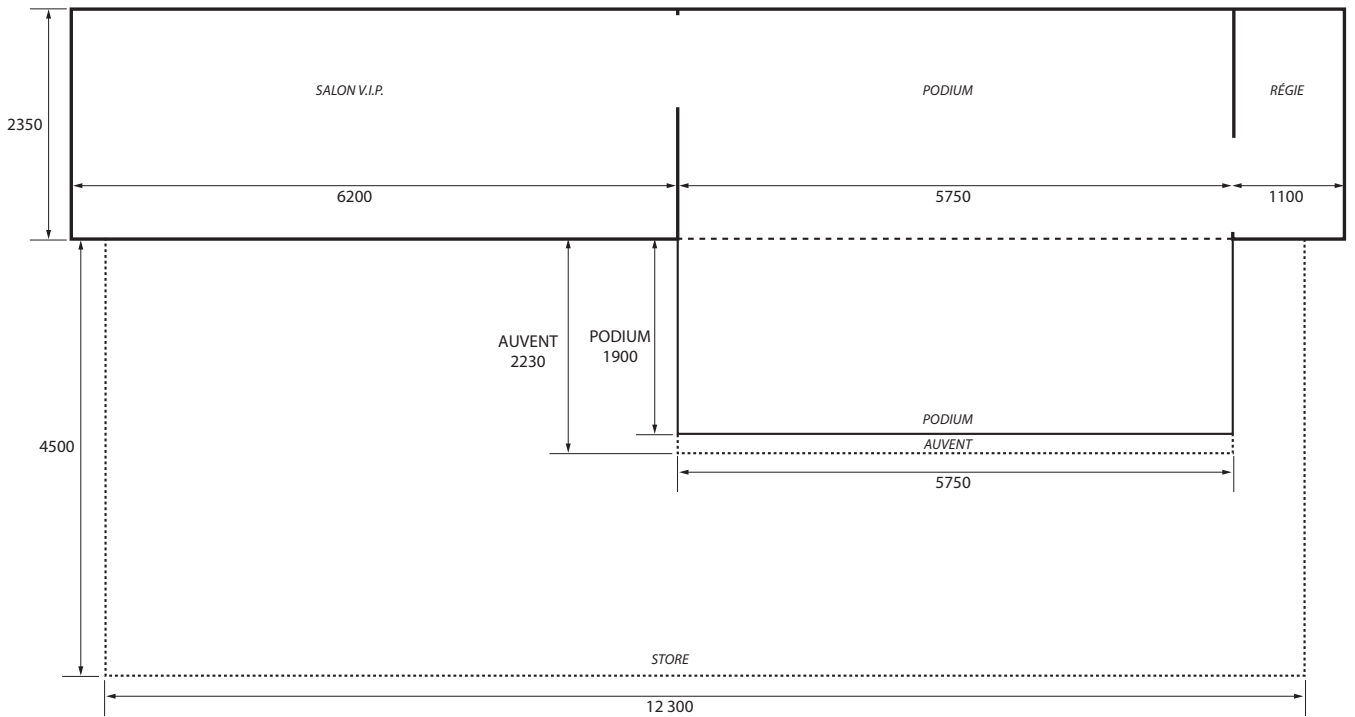 SALON V.I.P.
PODIUM
RÉGIE
2350
6200
5750
1100
AUVENT
2230
PODIUM
1900
PODIUM
4500
AUVENT
5750
STORE
12 300